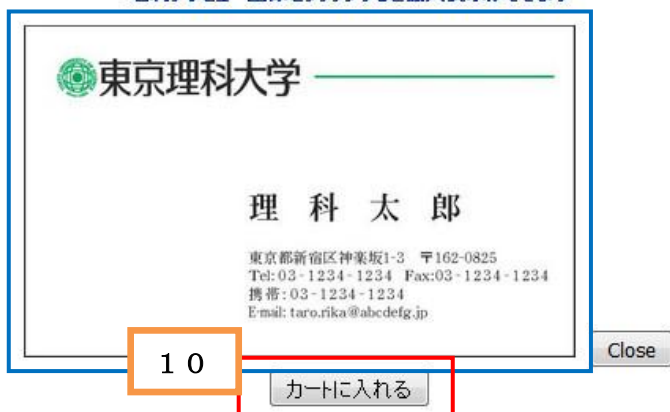 東京理科大学
理科太郎
東京都新宿区神楽坂1-3 〒162-0825
Tel:03-1234-1234 Fax:03-1234-1234
携帯:03-1234-1234
E-mail: taro.rika@abcdefg.jp
Close
10
カートに入れる